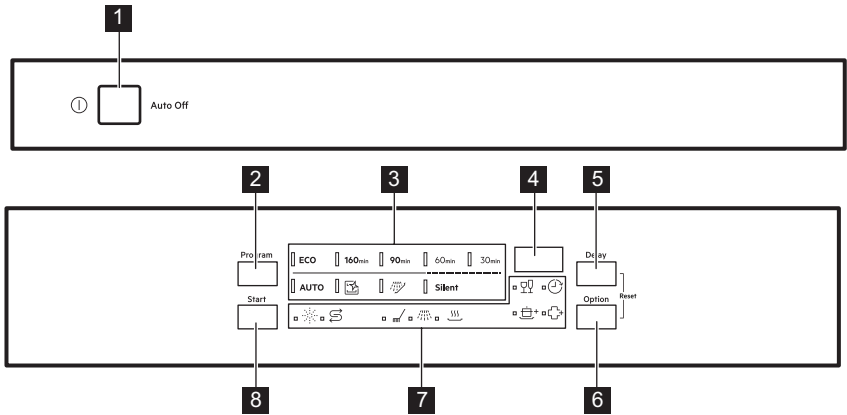 1
Auto Off
2 3 4 5
Program
ECO 160min 90min 60min 30min
Delay
AUTO Silent
Start
Option
Reset
8 7 6